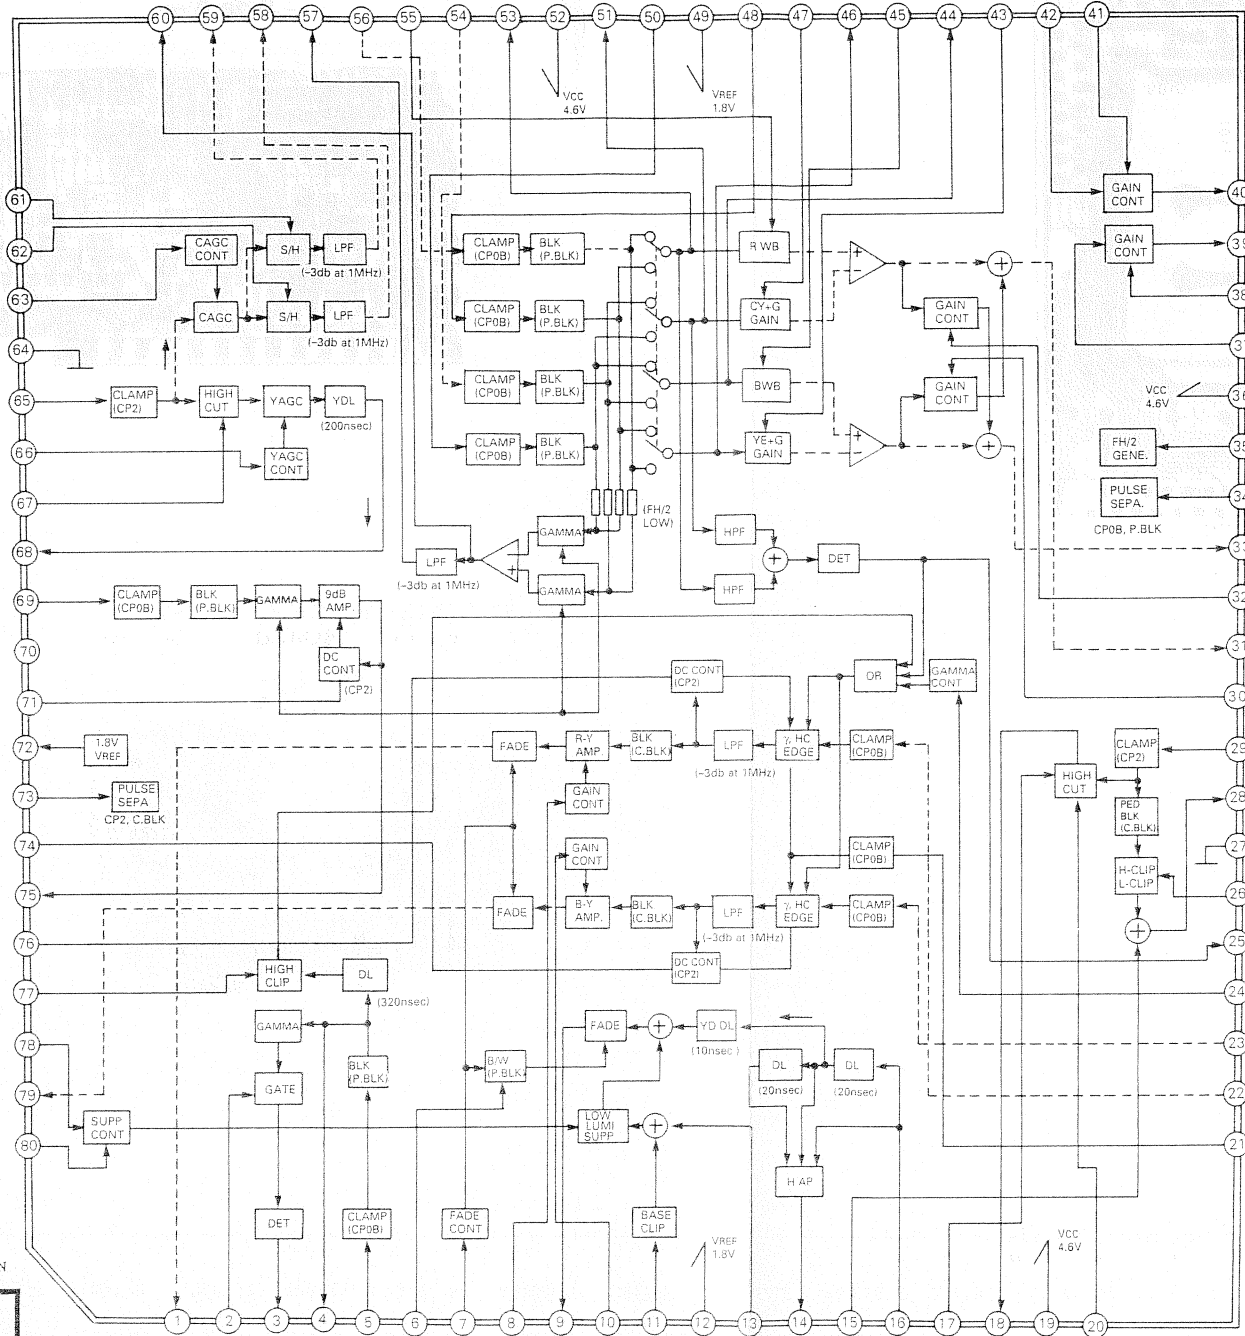 60 59 58 57 56 55 54 53 52 51 50 49 48 47 46 45 44 43 42 41
VCC
4.6V
VREF
1.8V
61
62
63
64
65
66
67
68
69
70
71
72
73
74
75
76
77
78
79
80
CAGC
CONT
S/H
LPF
(-3db at 1MHz)
CAGC
S/H
LPF
(-3db at 1MHz)
CLAMP
(CP2)
HIGH
CUT
YAGC
YDL
(200nsec)
YAGC
CONT
CLAMP
(CP0B)
BLK
(P.BLK)
CLAMP
(CP0B)
BLK
(P.BLK)
CLAMP
(CP0B)
BLK
(P.BLK)
CLAMP
(CP0B)
BLK
(P.BLK)
R WB
CY+G
GAIN
BWB
YE+G
GAIN
GAIN
CONT
GAIN
CONT
GAIN
CONT
GAIN
CONT
VCC
4.6V
FH/2
GENE.
PULSE
SEPA.
CP0B, P.BLK
(FH/2
LOW)
GAMMA
GAMMA
LPF
(-3db at 1MHz)
HPF
HPF
DET
CLAMP
(CP0B)
BLK
(P.BLK)
GAMMA
9dB
AMP.
DC
CONT
(CP2)
1.8V
VREF
PULSE
SEPA
CP2, C.BLK
DC CONT
(CP2)
OR
GAMMA
CONT
FADE
R-Y
AMP.
BLK
(C.BLK)
LPF
(-3db at 1MHz)
γ, HC
EDGE
CLAMP
(CP0B)
GAIN
CONT
GAIN
CONT
CLAMP
(CP0B)
FADE
B-Y
AMP.
BLK
(C.BLK)
LPF
(-3db at 1MHz)
γ, HC
EDGE
CLAMP
(CP0B)
DC CONT
(CP2)
HIGH
CUT
CLAMP
(CP2)
PED
BLK
(C.BLK)
H-CLIP
L-CLIP
HIGH
CLIP
DL
(320nsec)
GAMMA
GATE
BLK
(P.BLK)
B/W
(P.BLK)
FADE
YD DL
(10nsec)
DL
(20nsec)
DL
(20nsec)
SUPP
CONT
LOW
LUMI
SUPP
H AP
DET
CLAMP
(CP0B)
FADE
CONT
BASE
CLIP
VREF
1.8V
VCC
4.6V
40
39
38
37
36
35
34
33
32
31
30
29
28
27
26
25
24
23
22
21
N
1 2 3 4 5 6 7 8 9 10 11 12 13 14 15 16 17 18 19 20